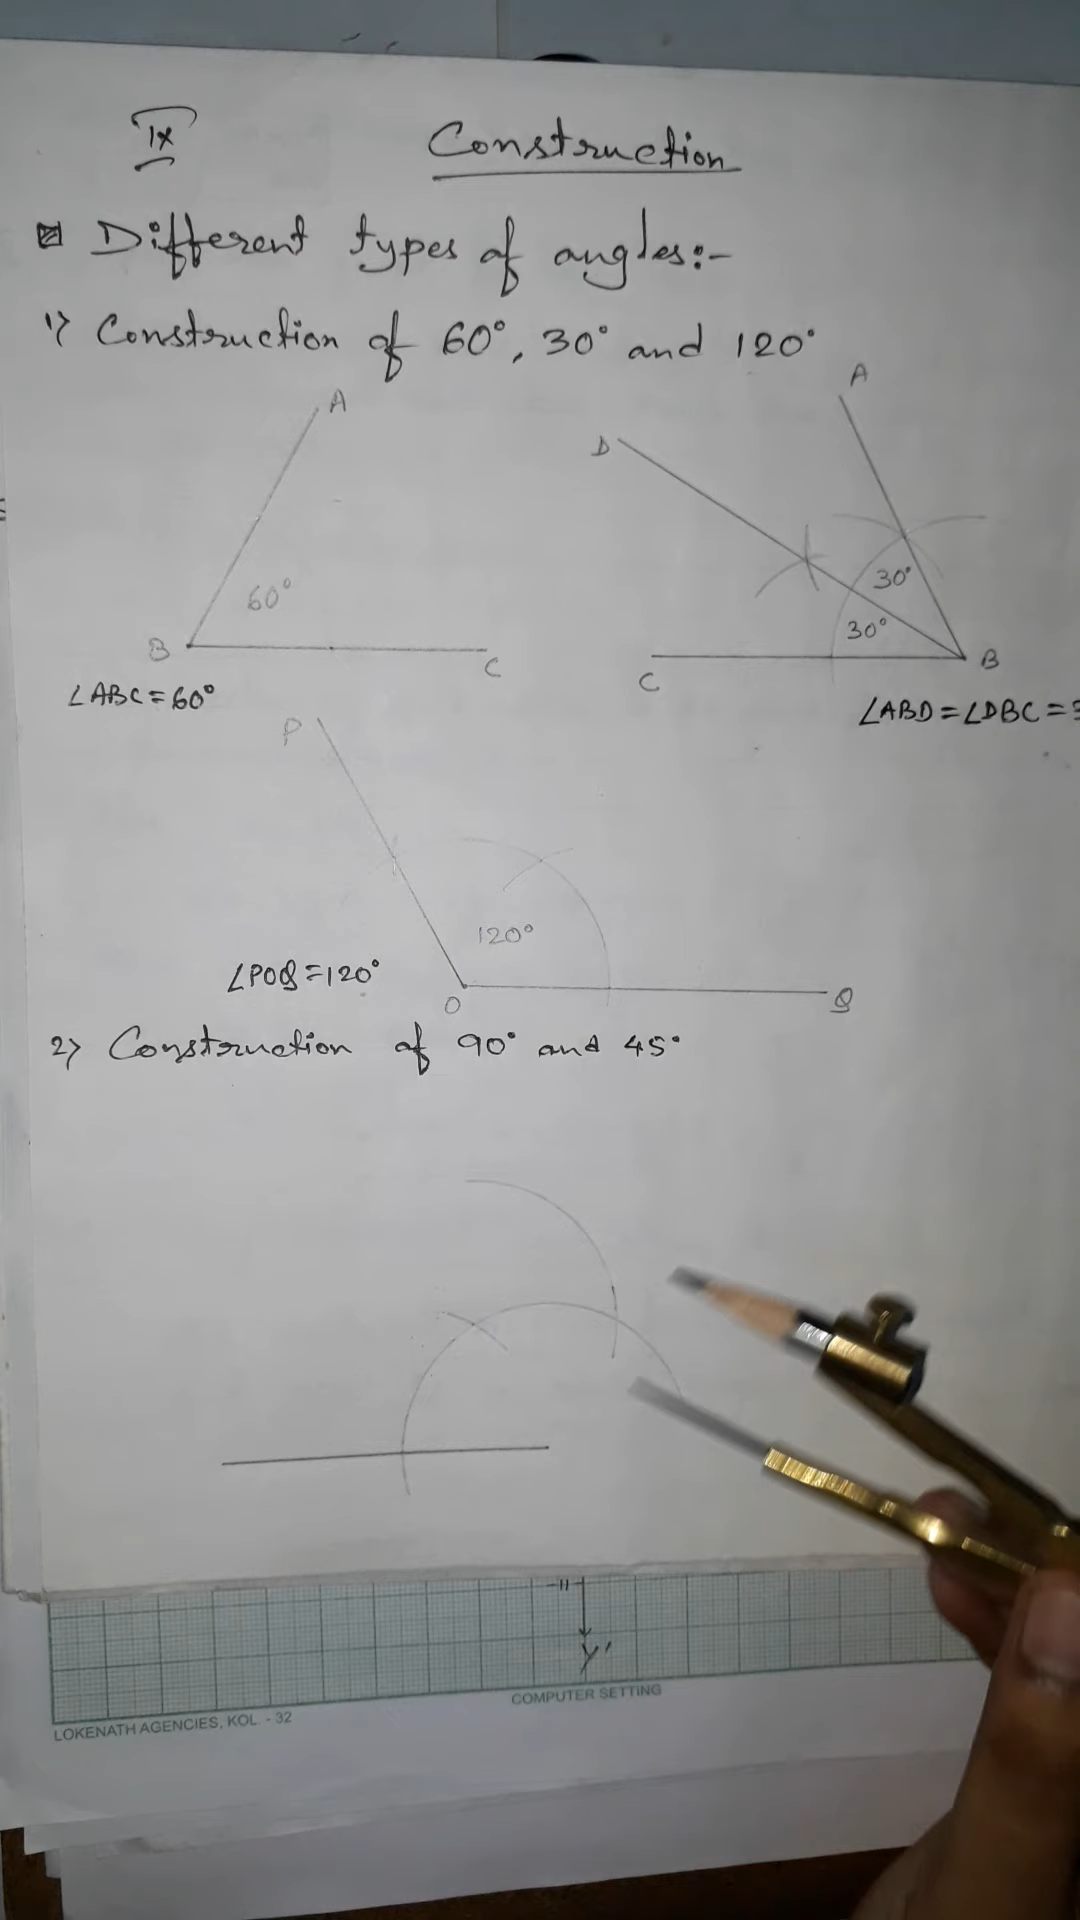 IX
Construction
Different types of angles:-
1) Construction of 60°, 30° and 120°
A
60°
B
C
∠ABC=60°
A
D
30°
30°
C
B
∠ABD=∠DBC=
P
120°
∠POQ=120°
O
Q
2) Construction of 90° and 45°
-11
Y'
COMPUTER SETTING
LOKENATH AGENCIES, KOL. - 32